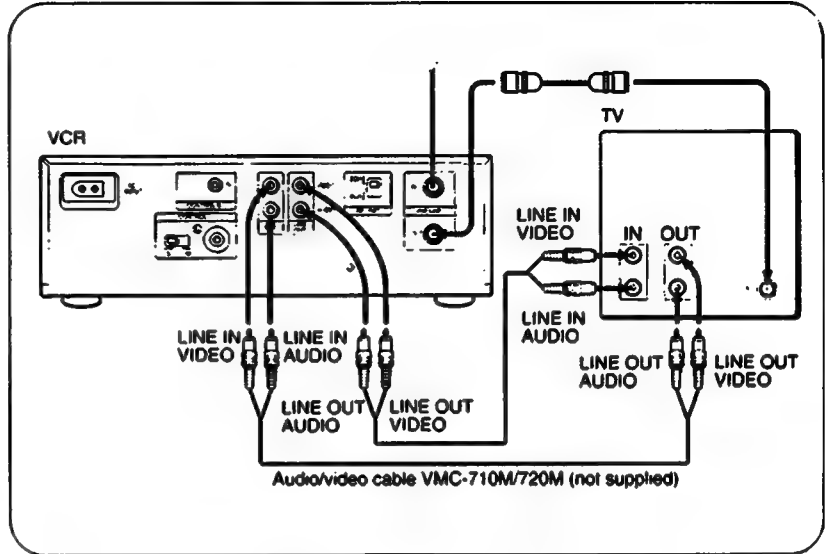 TV
VCR
LINE IN
VIDEO
IN OUT
LINE IN
AUDIO
LINE IN
VIDEO
LINE IN
AUDIO
LINE OUT
AUDIO
LINE OUT
VIDEO
LINE OUT
AUDIO
LINE OUT
VIDEO
Audio/video cable VMC-710M/720M (not supplied)